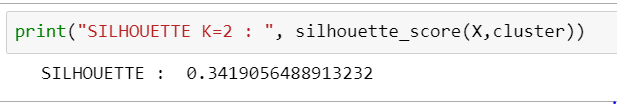 print("SILHOUETTE K=2 : ", silhouette_score(X,cluster))
SILHOUETTE :  0.3419056488913232